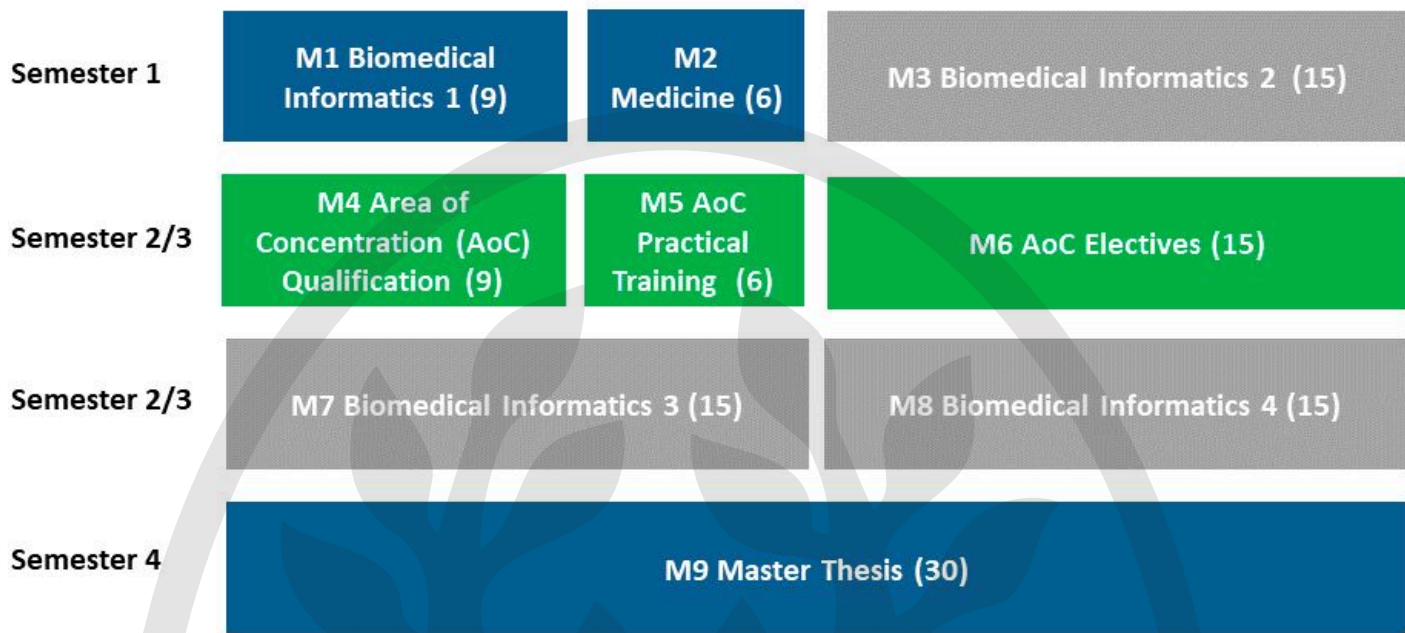 Semester 1
M1 Biomedical
Informatics 1 (9)
M2
Medicine (6)
M3 Biomedical Informatics 2 (15)
Semester 2/3
M4 Area of
Concentration (AoC)
Qualification (9)
M5 AoC
Practical
Training (6)
M6 AoC Electives (15)
Semester 2/3
M7 Biomedical Informatics 3 (15)
M8 Biomedical Informatics 4 (15)
Semester 4
M9 Master Thesis (30)